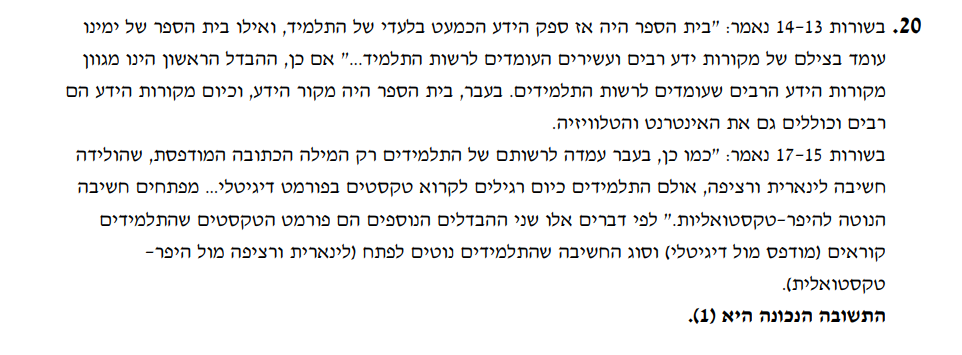 20. בשורות 13–14 נאמר: "בית הספר היה אז ספק הידע הכמעט בלעדי של התלמיד, ואילו בית הספר של ימינו
עומד בצילם של מקורות ידע רבים ועשירים העומדים לרשות התלמיד..." אם כן, ההבדל הראשון הינו מגוון
מקורות הידע הרבים שעומדים לרשות התלמידים. בעבר, בית הספר היה מקור הידע, וכיום מקורות הידע הם
רבים וכוללים גם את האינטרנט והטלוויזיה.
בשורות 15–17 נאמר: "כמו כן, בעבר עמדה לרשותם של התלמידים רק המילה הכתובה המודפסת, שהולידה
חשיבה לינארית ורציפה, אולם התלמידים כיום רגילים לקרוא טקסטים בפורמט דיגיטלי... מפתחים חשיבה
הנוטה להיפר-טקסטואליות." לפי דברים אלו שני ההבדלים הנוספים הם פורמט הטקסטים שהתלמידים
קוראים (מודפס מול דיגיטלי) וסוג החשיבה שהתלמידים נוטים לפתח (לינארית ורציפה מול היפר-
טקסטואלית).
התשובה הנכונה היא (1).